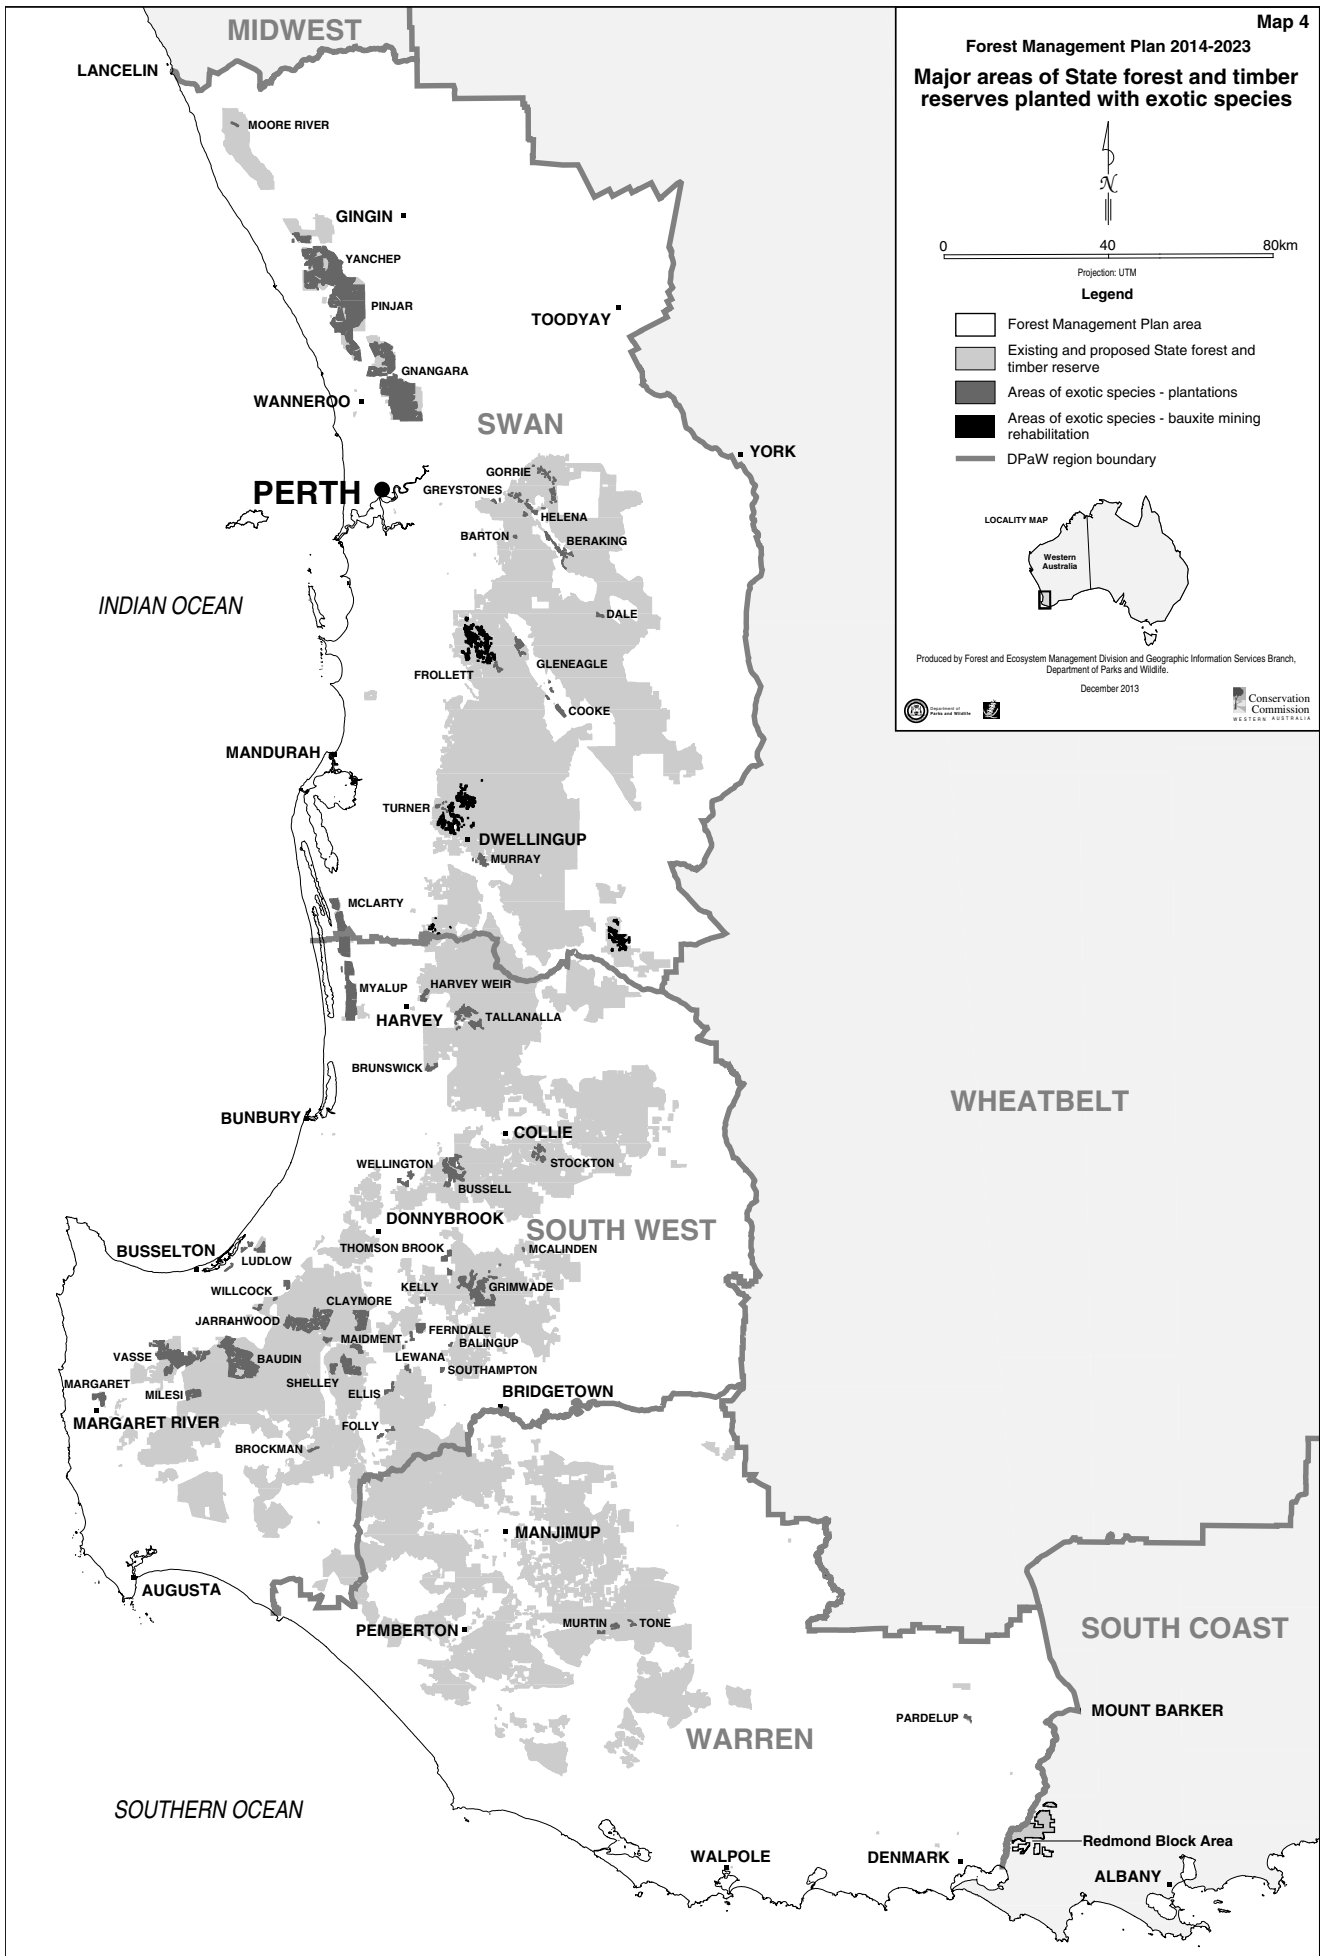 Map 4
Forest Management Plan 2014-2023
Major areas of State forest and timber
reserves planted with exotic species
N
0 40 80km
Projection: UTM
Legend
Forest Management Plan area
Existing and proposed State forest and
timber reserve
Areas of exotic species - plantations
Areas of exotic species - bauxite mining
rehabilitation
DPaW region boundary
LOCALITY MAP
Western
Australia
Produced by Forest and Ecosystem Management Division and Geographic Information Services Branch,
Department of Parks and Wildlife.
December 2013
Department of
Parks and Wildlife
Conservation
Commission
WESTERN AUSTRALIA
MIDWEST
LANCELIN
MOORE RIVER
GINGIN
YANCHEP
PINJAR
TOODYAY
GNANGARA
WANNEROO
SWAN
YORK
GORRIE
PERTH
GREYSTONES
HELENA
BARTON
BERAKING
INDIAN OCEAN
DALE
GLENEAGLE
FROLLETT
COOKE
MANDURAH
TURNER
DWELLINGUP
MURRAY
MCLARTY
MYALUP
HARVEY WEIR
HARVEY
TALLANALLA
BRUNSWICK
WHEATBELT
BUNBURY
COLLIE
WELLINGTON
STOCKTON
BUSSELL
DONNYBROOK
SOUTH WEST
BUSSELTON
THOMSON BROOK
MCALINDEN
LUDLOW
WILLCOCK
KELLY
GRIMWADE
CLAYMORE
JARRAHWOOD
FERNDALE
MAIDMENT
BALINGUP
VASSE
BAUDIN
LEWANA
SOUTHAMPTON
MARGARET
SHELLEY
MILESI
ELLIS
BRIDGETOWN
MARGARET RIVER
FOLLY
BROCKMAN
MANJIMUP
AUGUSTA
PEMBERTON
MURTIN
TONE
SOUTH COAST
PARDELUP
MOUNT BARKER
WARREN
SOUTHERN OCEAN
Redmond Block Area
WALPOLE
DENMARK
ALBANY